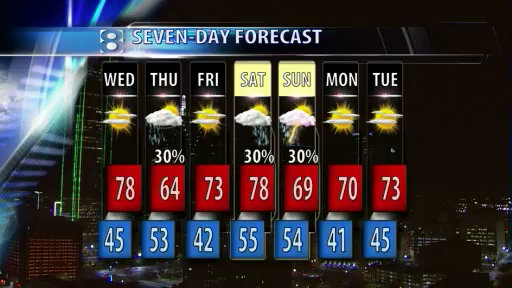 8 SEVEN-DAY FORECAST
WED THU FRI SAT SUN MON TUE
30% 30% 30%
78 64 73 78 69 70 73
45 53 42 55 54 41 45